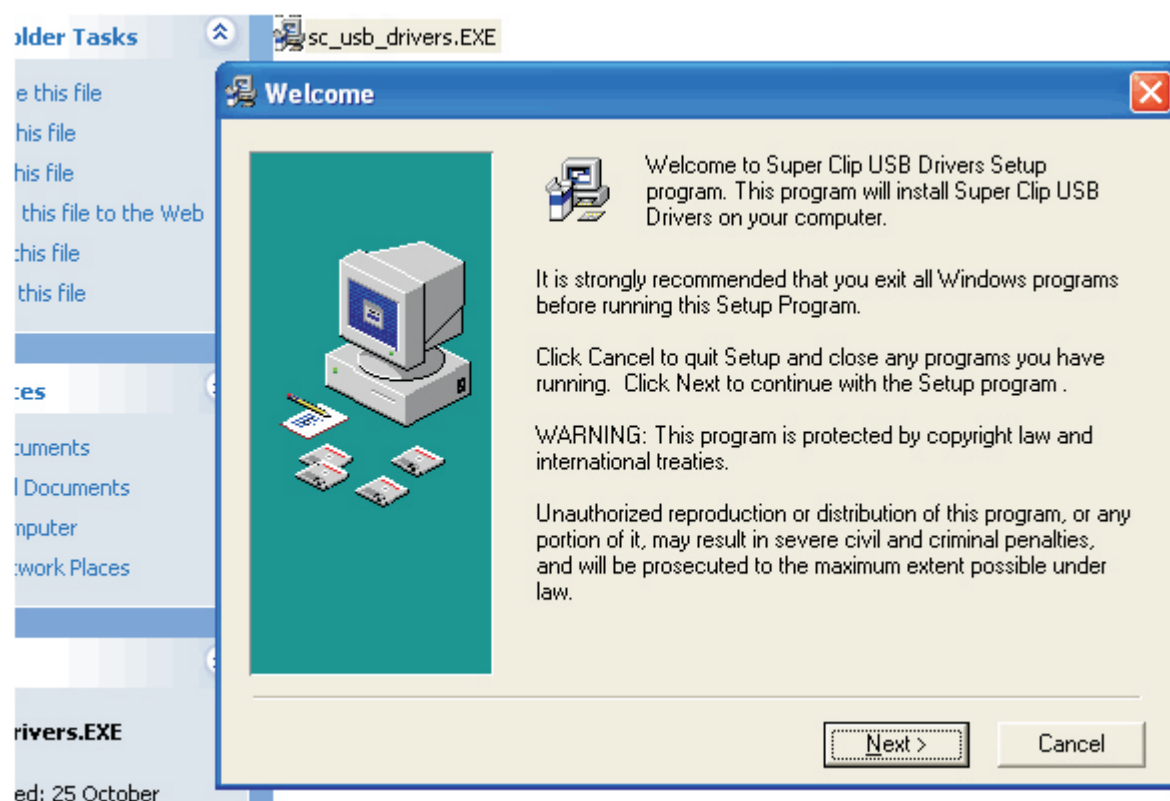 older Tasks
sc_usb_drivers.EXE
Welcome
e this file
his file
his file
this file to the Web
this file
this file
Welcome to Super Clip USB Drivers Setup
program. This program will install Super Clip USB
Drivers on your computer.
It is strongly recommended that you exit all Windows programs
before running this Setup Program.
Click Cancel to quit Setup and close any programs you have
running. Click Next to continue with the Setup program .
WARNING: This program is protected by copyright law and
international treaties.
Unauthorized reproduction or distribution of this program, or any
portion of it, may result in severe civil and criminal penalties,
and will be prosecuted to the maximum extent possible under
law.
ces
cuments
d Documents
mputer
twork Places
rivers.EXE
ed: 25 October
Next >
Cancel